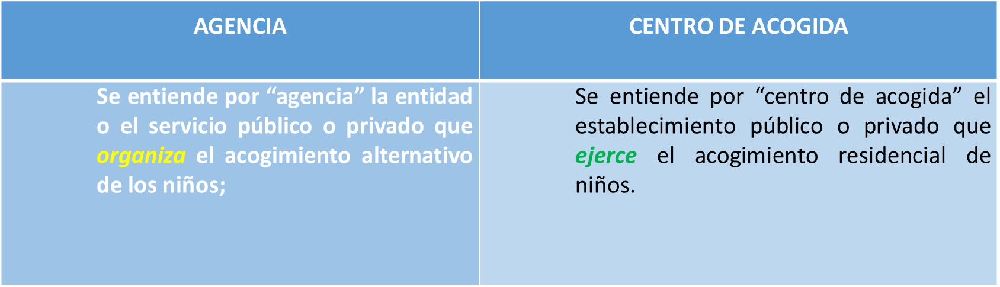 AGENCIA
CENTRO DE ACOGIDA
Se entiende por “agencia” la entidad
o el servicio público o privado que
organiza el acogimiento alternativo
de los niños;
Se entiende por “centro de acogida” el
establecimiento público o privado que
ejerce el acogimiento residencial de
niños.